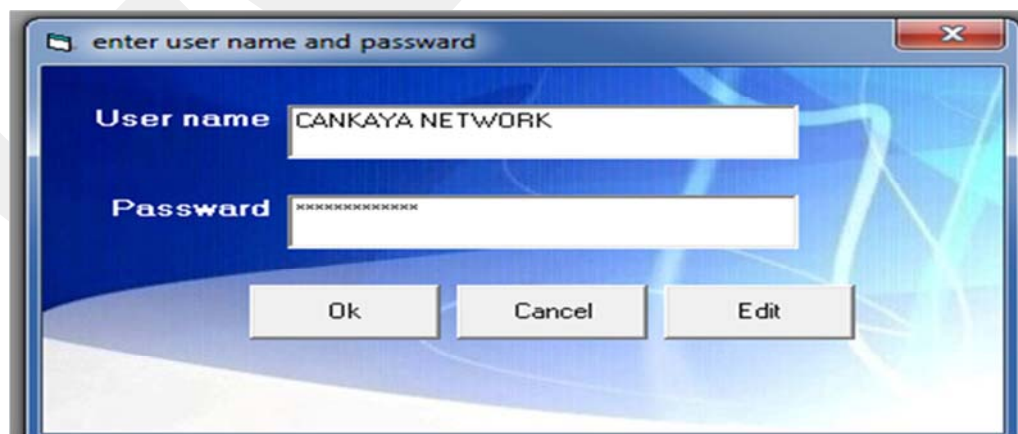 enter user name and passward
User name CANKAYA NETWORK
Passward *************
Ok Cancel Edit